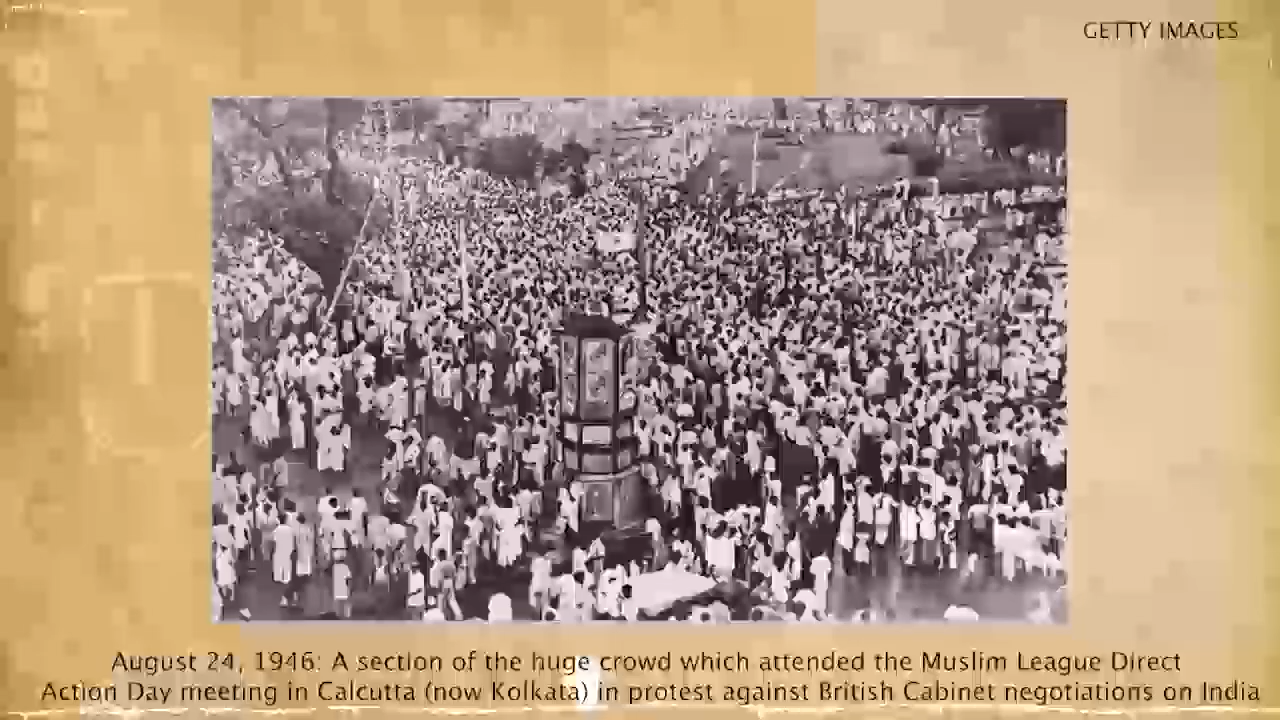 GETTY IMAGES
August 24, 1946: A section of the huge crowd which attended the Muslim League Direct
Action Day meeting in Calcutta (now Kolkata) in protest against British Cabinet negotiations on India